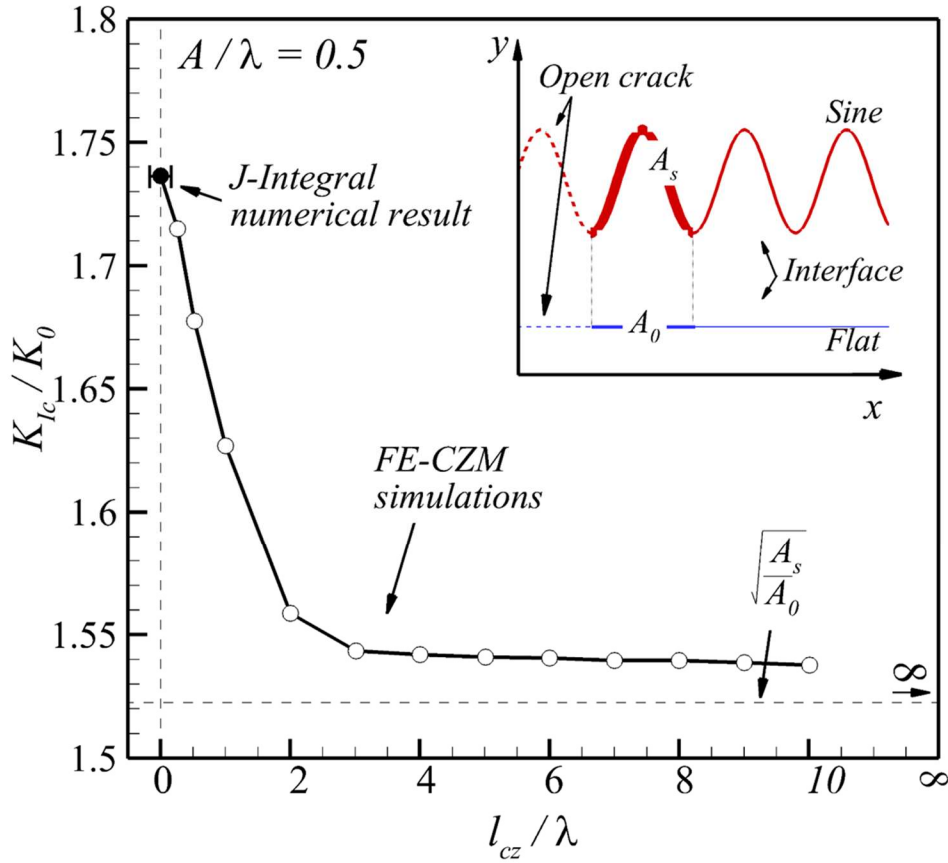 A/λ = 0.5
J-Integral
numerical result
FE-CZM
simulations
√(A_s/A_0)
∞
y
Open crack
Sine
A_s
Interface
A_0
Flat
x
K_Ic / K_0
1.8
1.75
1.7
1.65
1.6
1.55
1.5
0 2 4 6 8 10 ∞
l_cz / λ